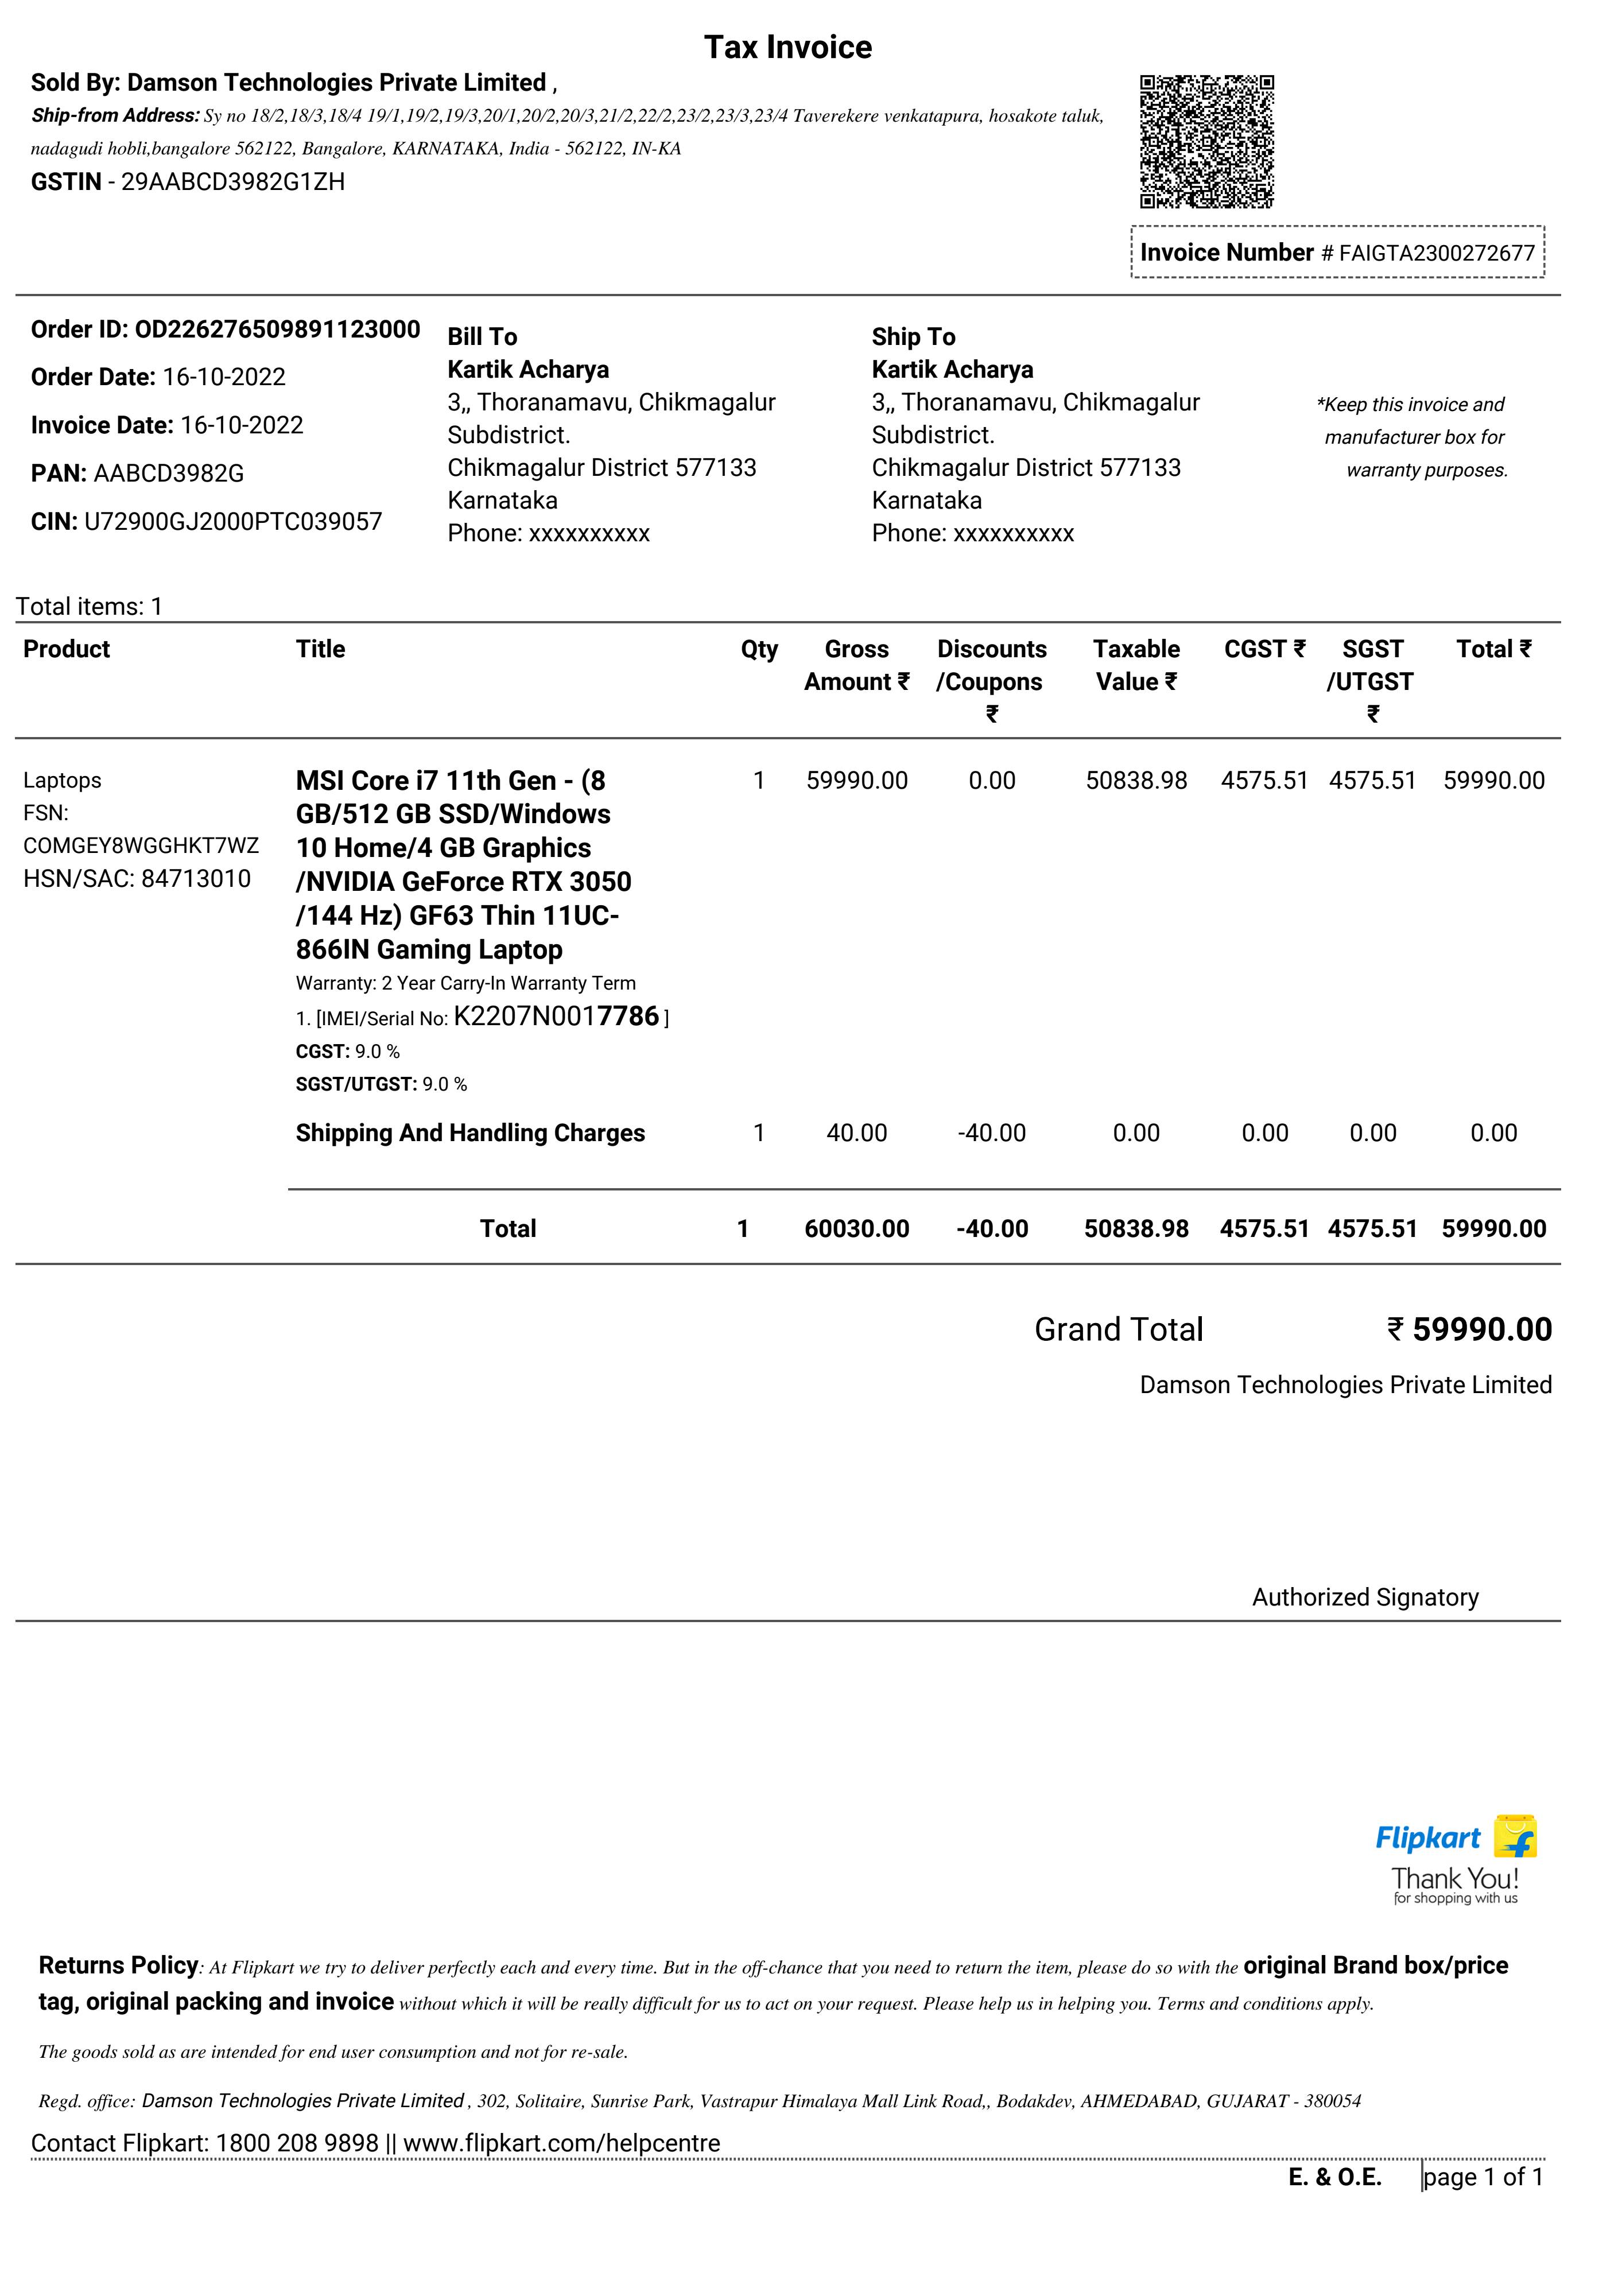 Tax Invoice
Sold By: Damson Technologies Private Limited ,
Ship-from Address: Sy no 18/2,18/3,18/4 19/1,19/2,19/3,20/1,20/2,20/3,21/2,22/2,23/2,23/3,23/4 Taverekere venkatapura, hosakote taluk,
nadagudi hobli,bangalore 562122, Bangalore, KARNATAKA, India - 562122, IN-KA
GSTIN - 29AABCD3982G1ZH
Invoice Number # FAIGTA2300272677
Order ID: OD226276509891123000
Order Date: 16-10-2022
Invoice Date: 16-10-2022
PAN: AABCD3982G
CIN: U72900GJ2000PTC039057
Bill To
Kartik Acharya
3,, Thoranamavu, Chikmagalur
Subdistrict.
Chikmagalur District 577133
Karnataka
Phone: xxxxxxxxxx
Ship To
Kartik Acharya
3,, Thoranamavu, Chikmagalur
Subdistrict.
Chikmagalur District 577133
Karnataka
Phone: xxxxxxxxxx
*Keep this invoice and
manufacturer box for
warranty purposes.
Total items: 1
Product Title Qty Gross Discounts Taxable CGST ₹ SGST Total ₹
Amount ₹ /Coupons Value ₹ /UTGST
₹ ₹
Laptops
FSN:
COMGEY8WGGHKT7WZ
HSN/SAC: 84713010
MSI Core i7 11th Gen - (8 1 59990.00 0.00 50838.98 4575.51 4575.51 59990.00
GB/512 GB SSD/Windows
10 Home/4 GB Graphics
/NVIDIA GeForce RTX 3050
/144 Hz) GF63 Thin 11UC-
866IN Gaming Laptop
Warranty: 2 Year Carry-In Warranty Term
1. [IMEI/Serial No: K2207N0017786 ]
CGST: 9.0 %
SGST/UTGST: 9.0 %
Shipping And Handling Charges 1 40.00 -40.00 0.00 0.00 0.00 0.00
Total 1 60030.00 -40.00 50838.98 4575.51 4575.51 59990.00
Grand Total ₹ 59990.00
Damson Technologies Private Limited
Authorized Signatory
Flipkart
Thank You!
for shopping with us
Returns Policy: At Flipkart we try to deliver perfectly each and every time. But in the off-chance that you need to return the item, please do so with the original Brand box/price
tag, original packing and invoice without which it will be really difficult for us to act on your request. Please help us in helping you. Terms and conditions apply.
The goods sold as are intended for end user consumption and not for re-sale.
Regd. office: Damson Technologies Private Limited , 302, Solitaire, Sunrise Park, Vastrapur Himalaya Mall Link Road,, Bodakdev, AHMEDABAD, GUJARAT - 380054
Contact Flipkart: 1800 208 9898 || www.flipkart.com/helpcentre
E. & O.E. page 1 of 1